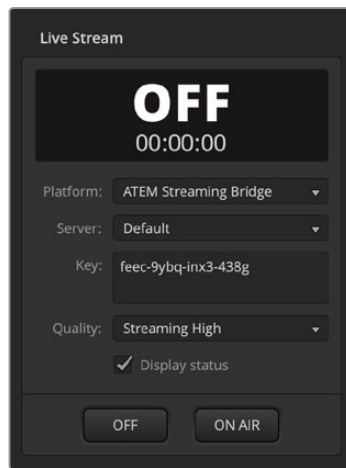 Live Stream
OFF
00:00:00
Platform: ATEM Streaming Bridge
Server: Default
Key: feec-9ybq-inx3-438g
Quality: Streaming High
Display status
OFF ON AIR